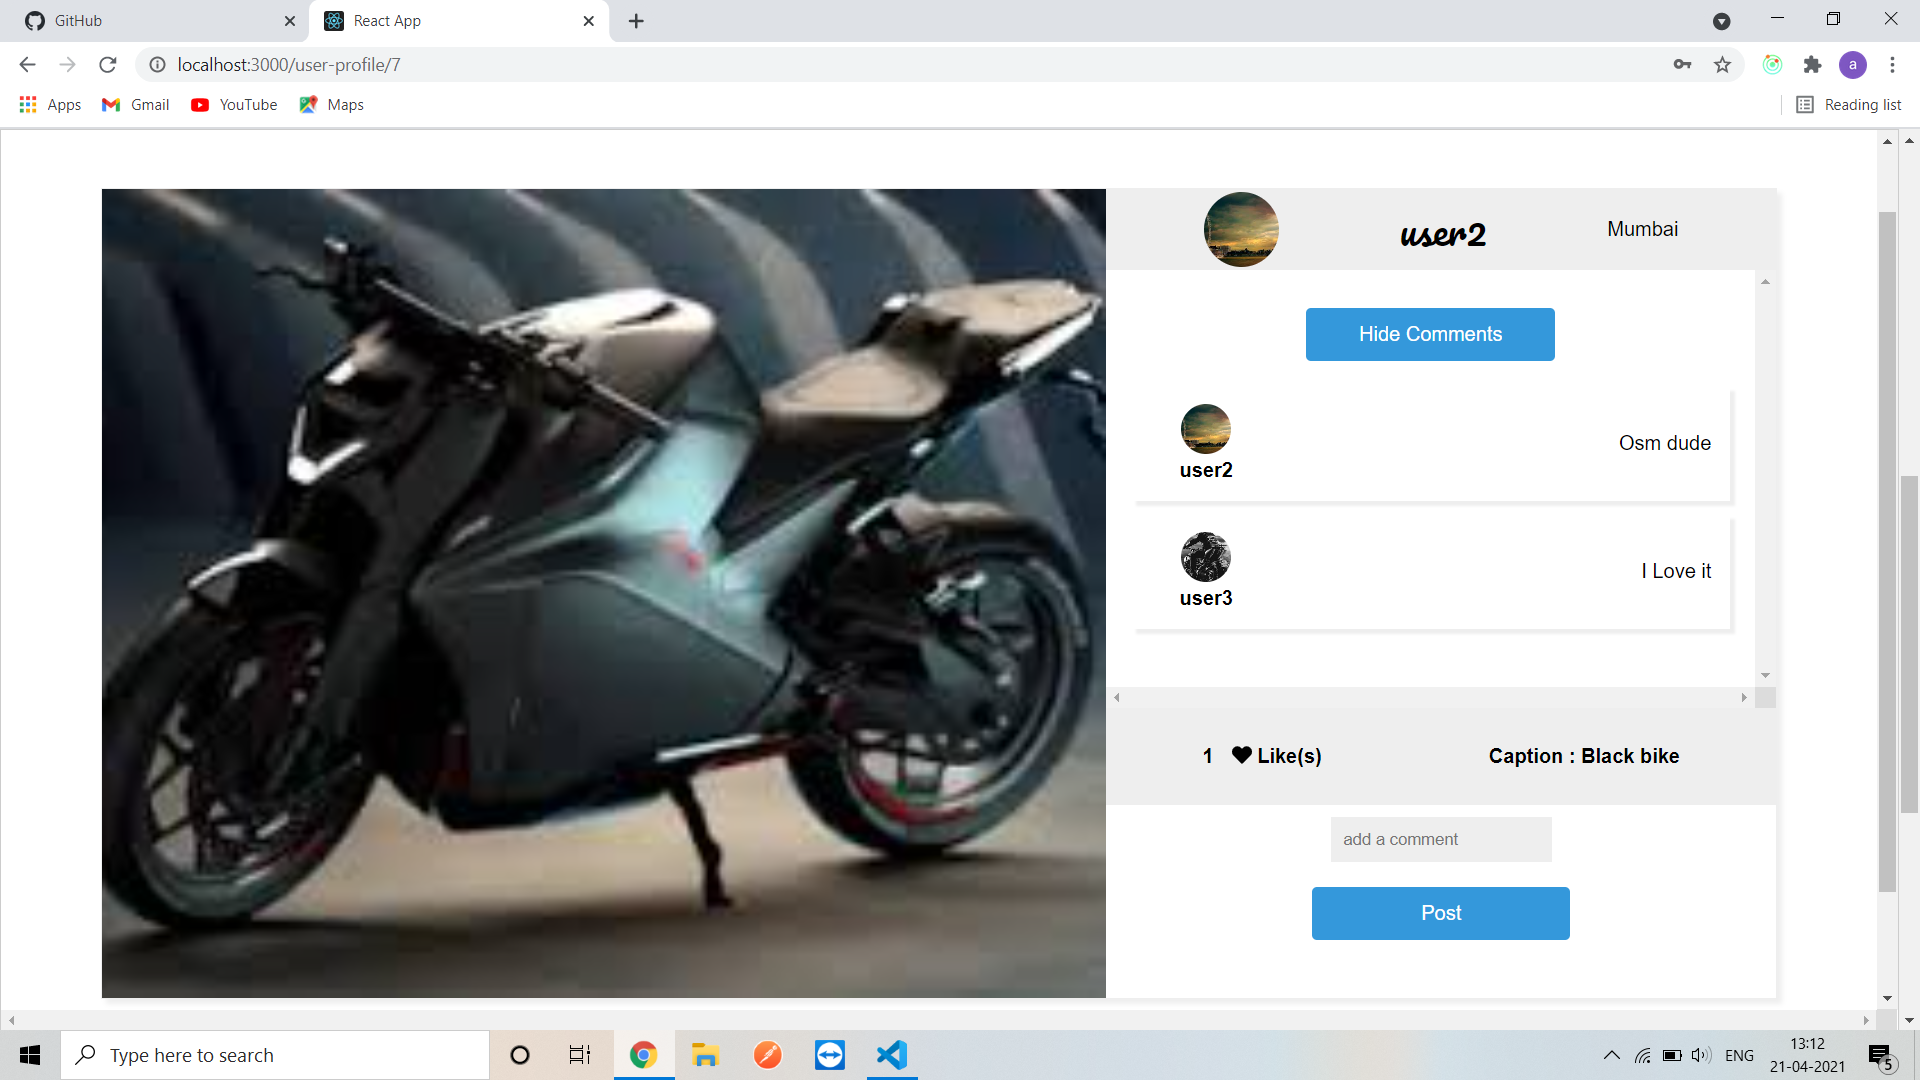 GitHub
React App
localhost:3000/user-profile/7
a
Apps
Gmail
YouTube
Maps
Reading list
user2
Mumbai
Hide Comments
user2
Osm dude
user3
I Love it
1 Like(s)
Caption : Black bike
add a comment
Post
Type here to search
ENG
13:12
21-04-2021
5